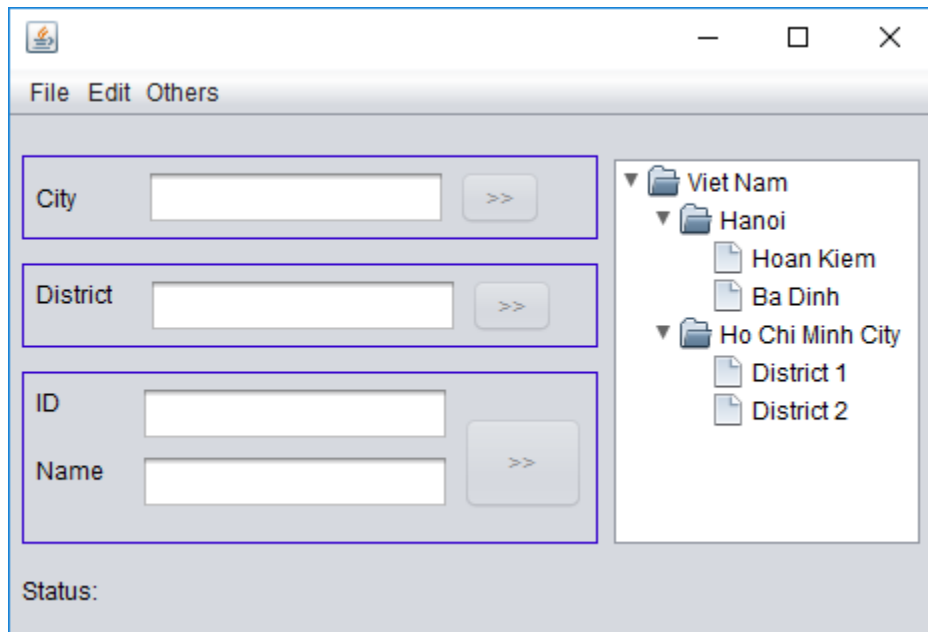 File Edit Others
City >>
District >>
ID
Name
>>
Viet Nam
Hanoi
Hoan Kiem
Ba Dinh
Ho Chi Minh City
District 1
District 2
Status: